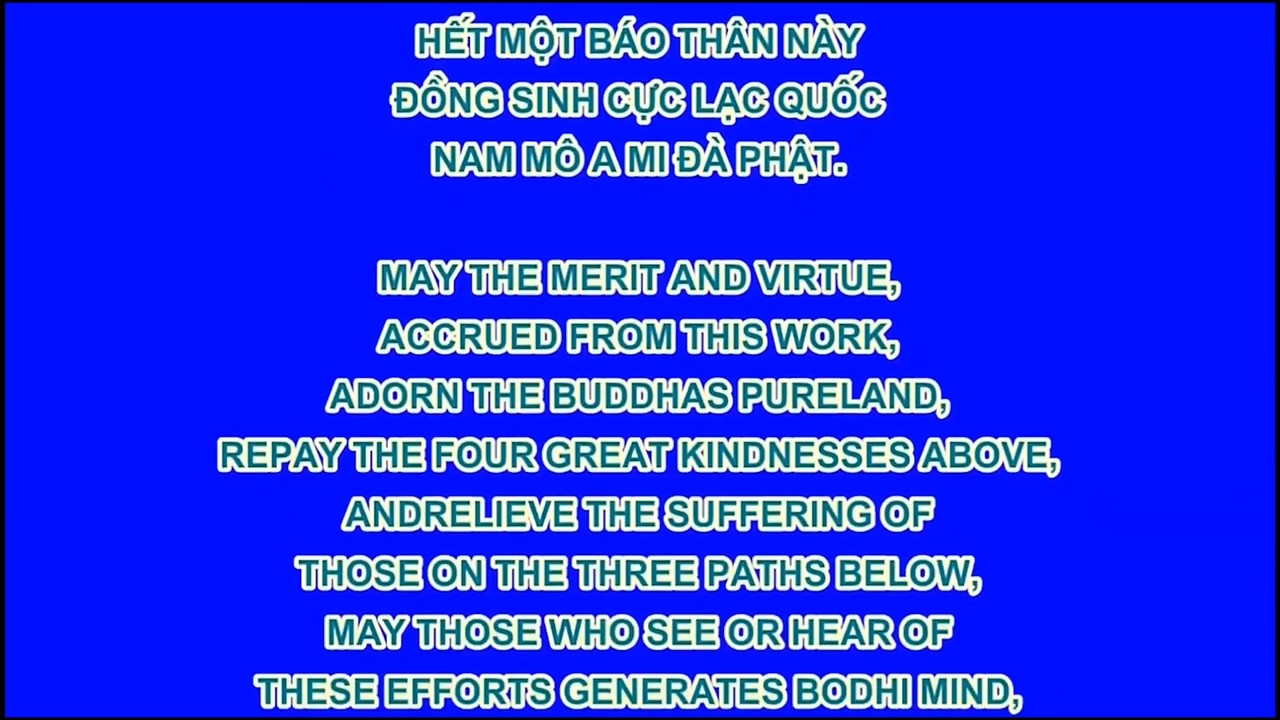 HẾT MỘT BÁO THÂN NÀY
ĐỒNG SINH CỰC LẠC QUỐC
NAM MÔ A MI ĐÀ PHẬT.
MAY THE MERIT AND VIRTUE,
ACCRUED FROM THIS WORK,
ADORN THE BUDDHAS PURELAND,
REPAY THE FOUR GREAT KINDNESSES ABOVE,
ANDRELIEVE THE SUFFERING OF
THOSE ON THE THREE PATHS BELOW,
MAY THOSE WHO SEE OR HEAR OF
THESE EFFORTS GENERATES BODHI MIND,